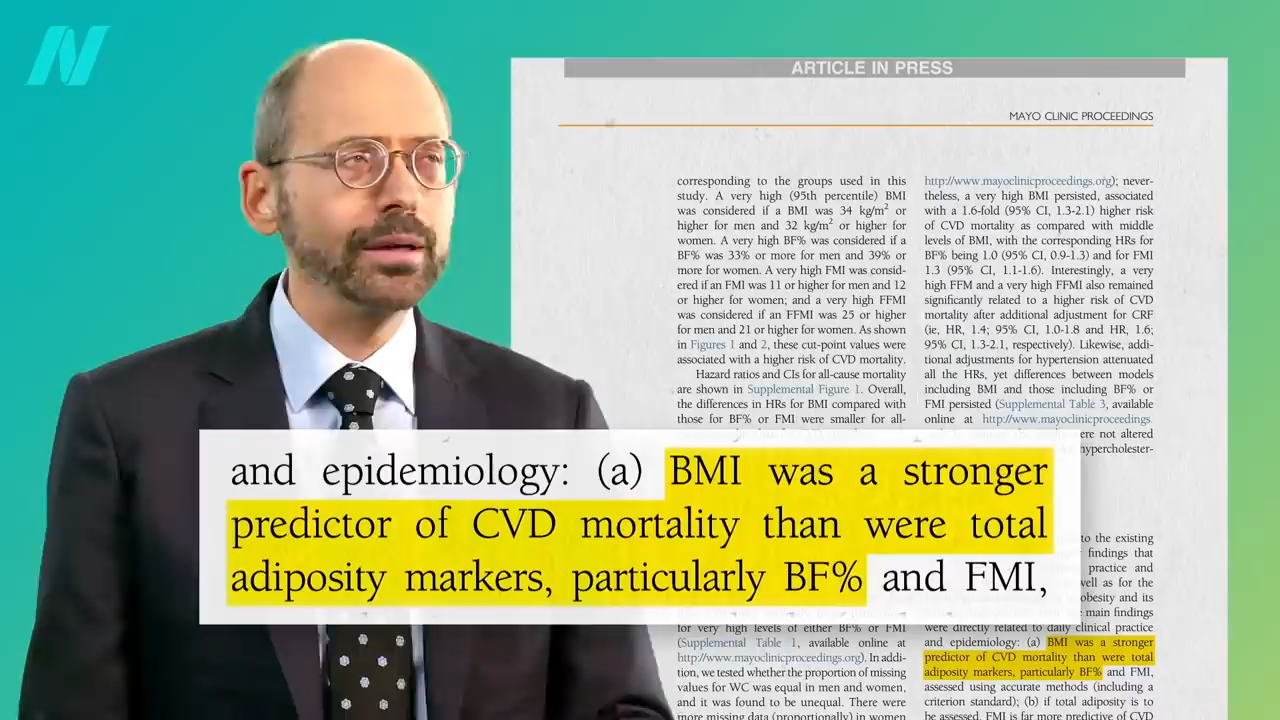 ARTICLE IN PRESS
MAYO CLINIC PROCEEDINGS
corresponding to the groups used in this
study. A very high (95th percentile) BMI
was considered if a BMI was 34 kg/m² or
higher for men and 32 kg/m² or higher for
women. A very high BF% was considered if a
BF% was 33% or more for men and 39% or
more for women. A very high FMI was consid-
ered if an FMI was 11 or higher for men and 12
or higher for women; and a very high FFMI
was considered if an FFMI was 25 or higher
for men and 21 or higher for women. As shown
in Figures 1 and 2, these cut-point values were
associated with a higher risk of CVD mortality.
Hazard ratios and CIs for all-cause mortality
are shown in Supplemental Figure 1. Overall,
the differences in HRs for BMI compared with
those for BF% or FMI were smaller for all-
for very high levels of either BF% or FMI
(Supplemental Table 1, available online at
http://www.mayoclinicproceedings.org). In addi-
tion, we tested whether the proportion of missing
values for WC was equal in men and women,
and it was found to be unequal. There were
more missing data (proportionally) in women
http://www.mayoclinicproceedings.org); never-
theless, a very high BMI persisted, associated
with a 1.6-fold (95% CI, 1.3-2.1) higher risk
of CVD mortality as compared with middle
levels of BMI, with the corresponding HRs for
BF% being 1.0 (95% CI, 0.9-1.3) and for FMI
1.3 (95% CI, 1.1-1.6). Interestingly, a very
high FFM and a very high FFMI also remained
significantly related to a higher risk of CVD
mortality after additional adjustment for CRF
(ie, HR, 1.4; 95% CI, 1.0-1.8 and HR, 1.6;
95% CI, 1.3-2.1, respectively). Likewise, addi-
tional adjustments for hypertension attenuated
all the HRs, yet differences between models
including BMI and those including BF% or
FMI persisted (Supplemental Table 3, available
online at http://www.mayoclinicproceedings.
were not altered
hypercholester-
and epidemiology: (a) BMI was a stronger
predictor of CVD mortality than were total
adiposity markers, particularly BF% and FMI,
to the existing
findings that
practice and
well as for the
obesity and its
main findings
were directly related to daily clinical practice
and epidemiology: (a) BMI was a stronger
predictor of CVD mortality than were total
adiposity markers, particularly BF% and FMI,
assessed using accurate methods (including a
criterion standard); (b) if total adiposity is to
be assessed, FMI is far more predictive of CVD